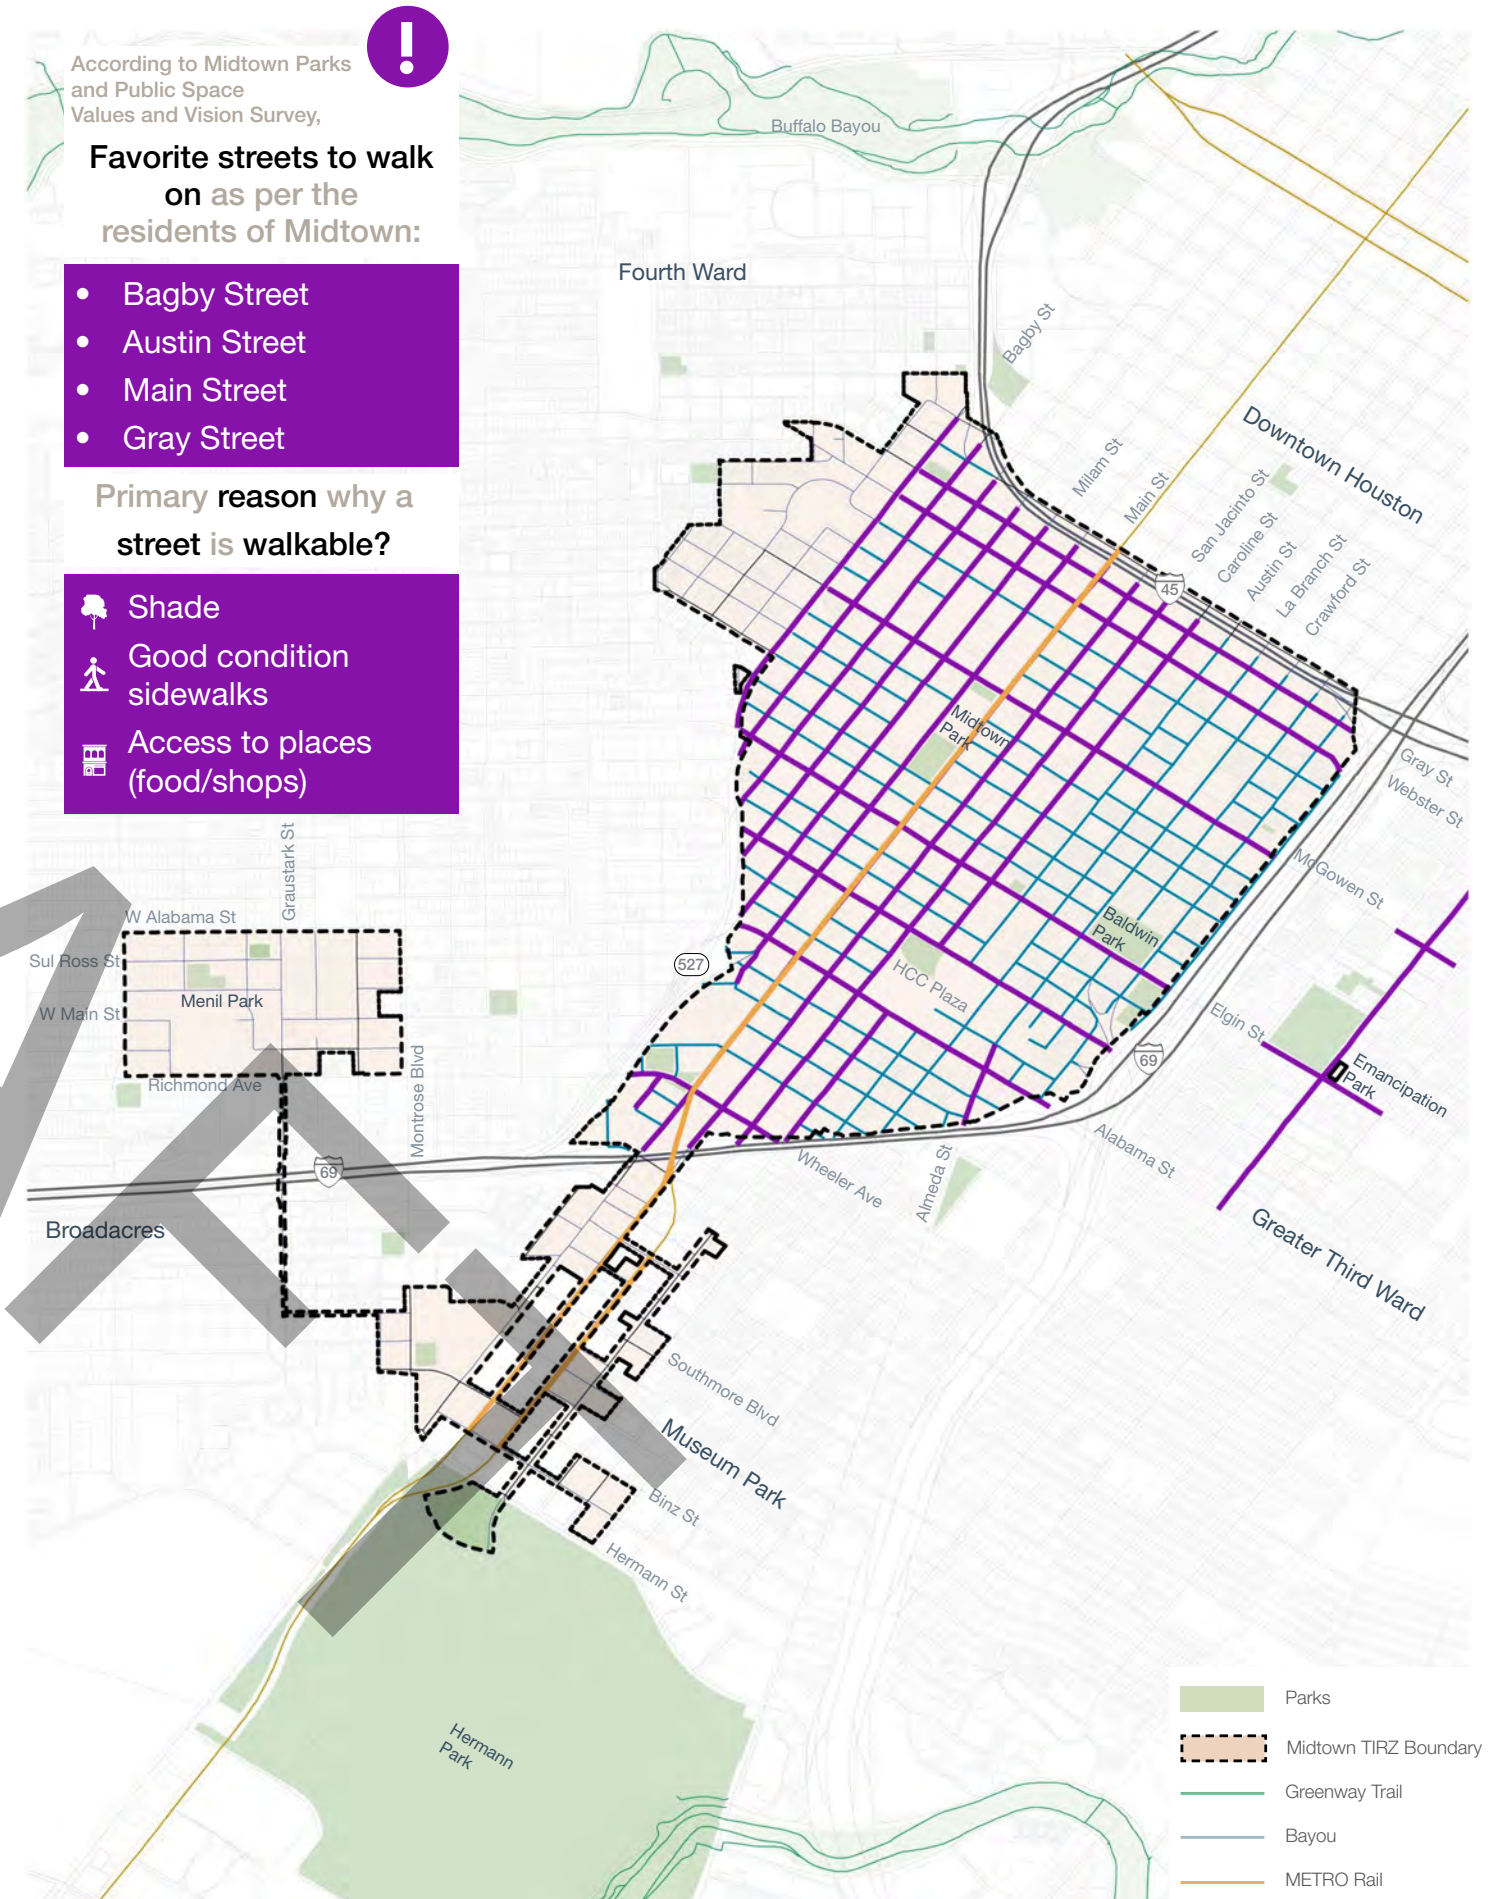 According to Midtown Parks
and Public Space
Values and Vision Survey,
!
Favorite streets to walk
on as per the
residents of Midtown:
• Bagby Street
• Austin Street
• Main Street
• Gray Street
Primary reason why a
street is walkable?
Shade
Good condition
sidewalks
Access to places
(food/shops)
Buffalo Bayou
Fourth Ward
Bagby St
Downtown Houston
Milam St
Main St
San Jacinto St
Caroline St
Austin St
La Branch St
Crawford St
45
Midtown
Park
Gray St
Webster St
McGowen St
Graustark St
W Alabama St
Sul Ross St
Menil Park
W Main St
Richmond Ave
Montrose Blvd
527
Baldwin
Park
HCC Plaza
Elgin St
69
Emancipation
Park
Alabama St
Wheeler Ave
Almeda St
69
Broadacres
Greater Third Ward
Southmore Blvd
Museum Park
Binz St
Hermann St
Hermann
Park
Parks
Midtown TIRZ Boundary
Greenway Trail
Bayou
METRO Rail